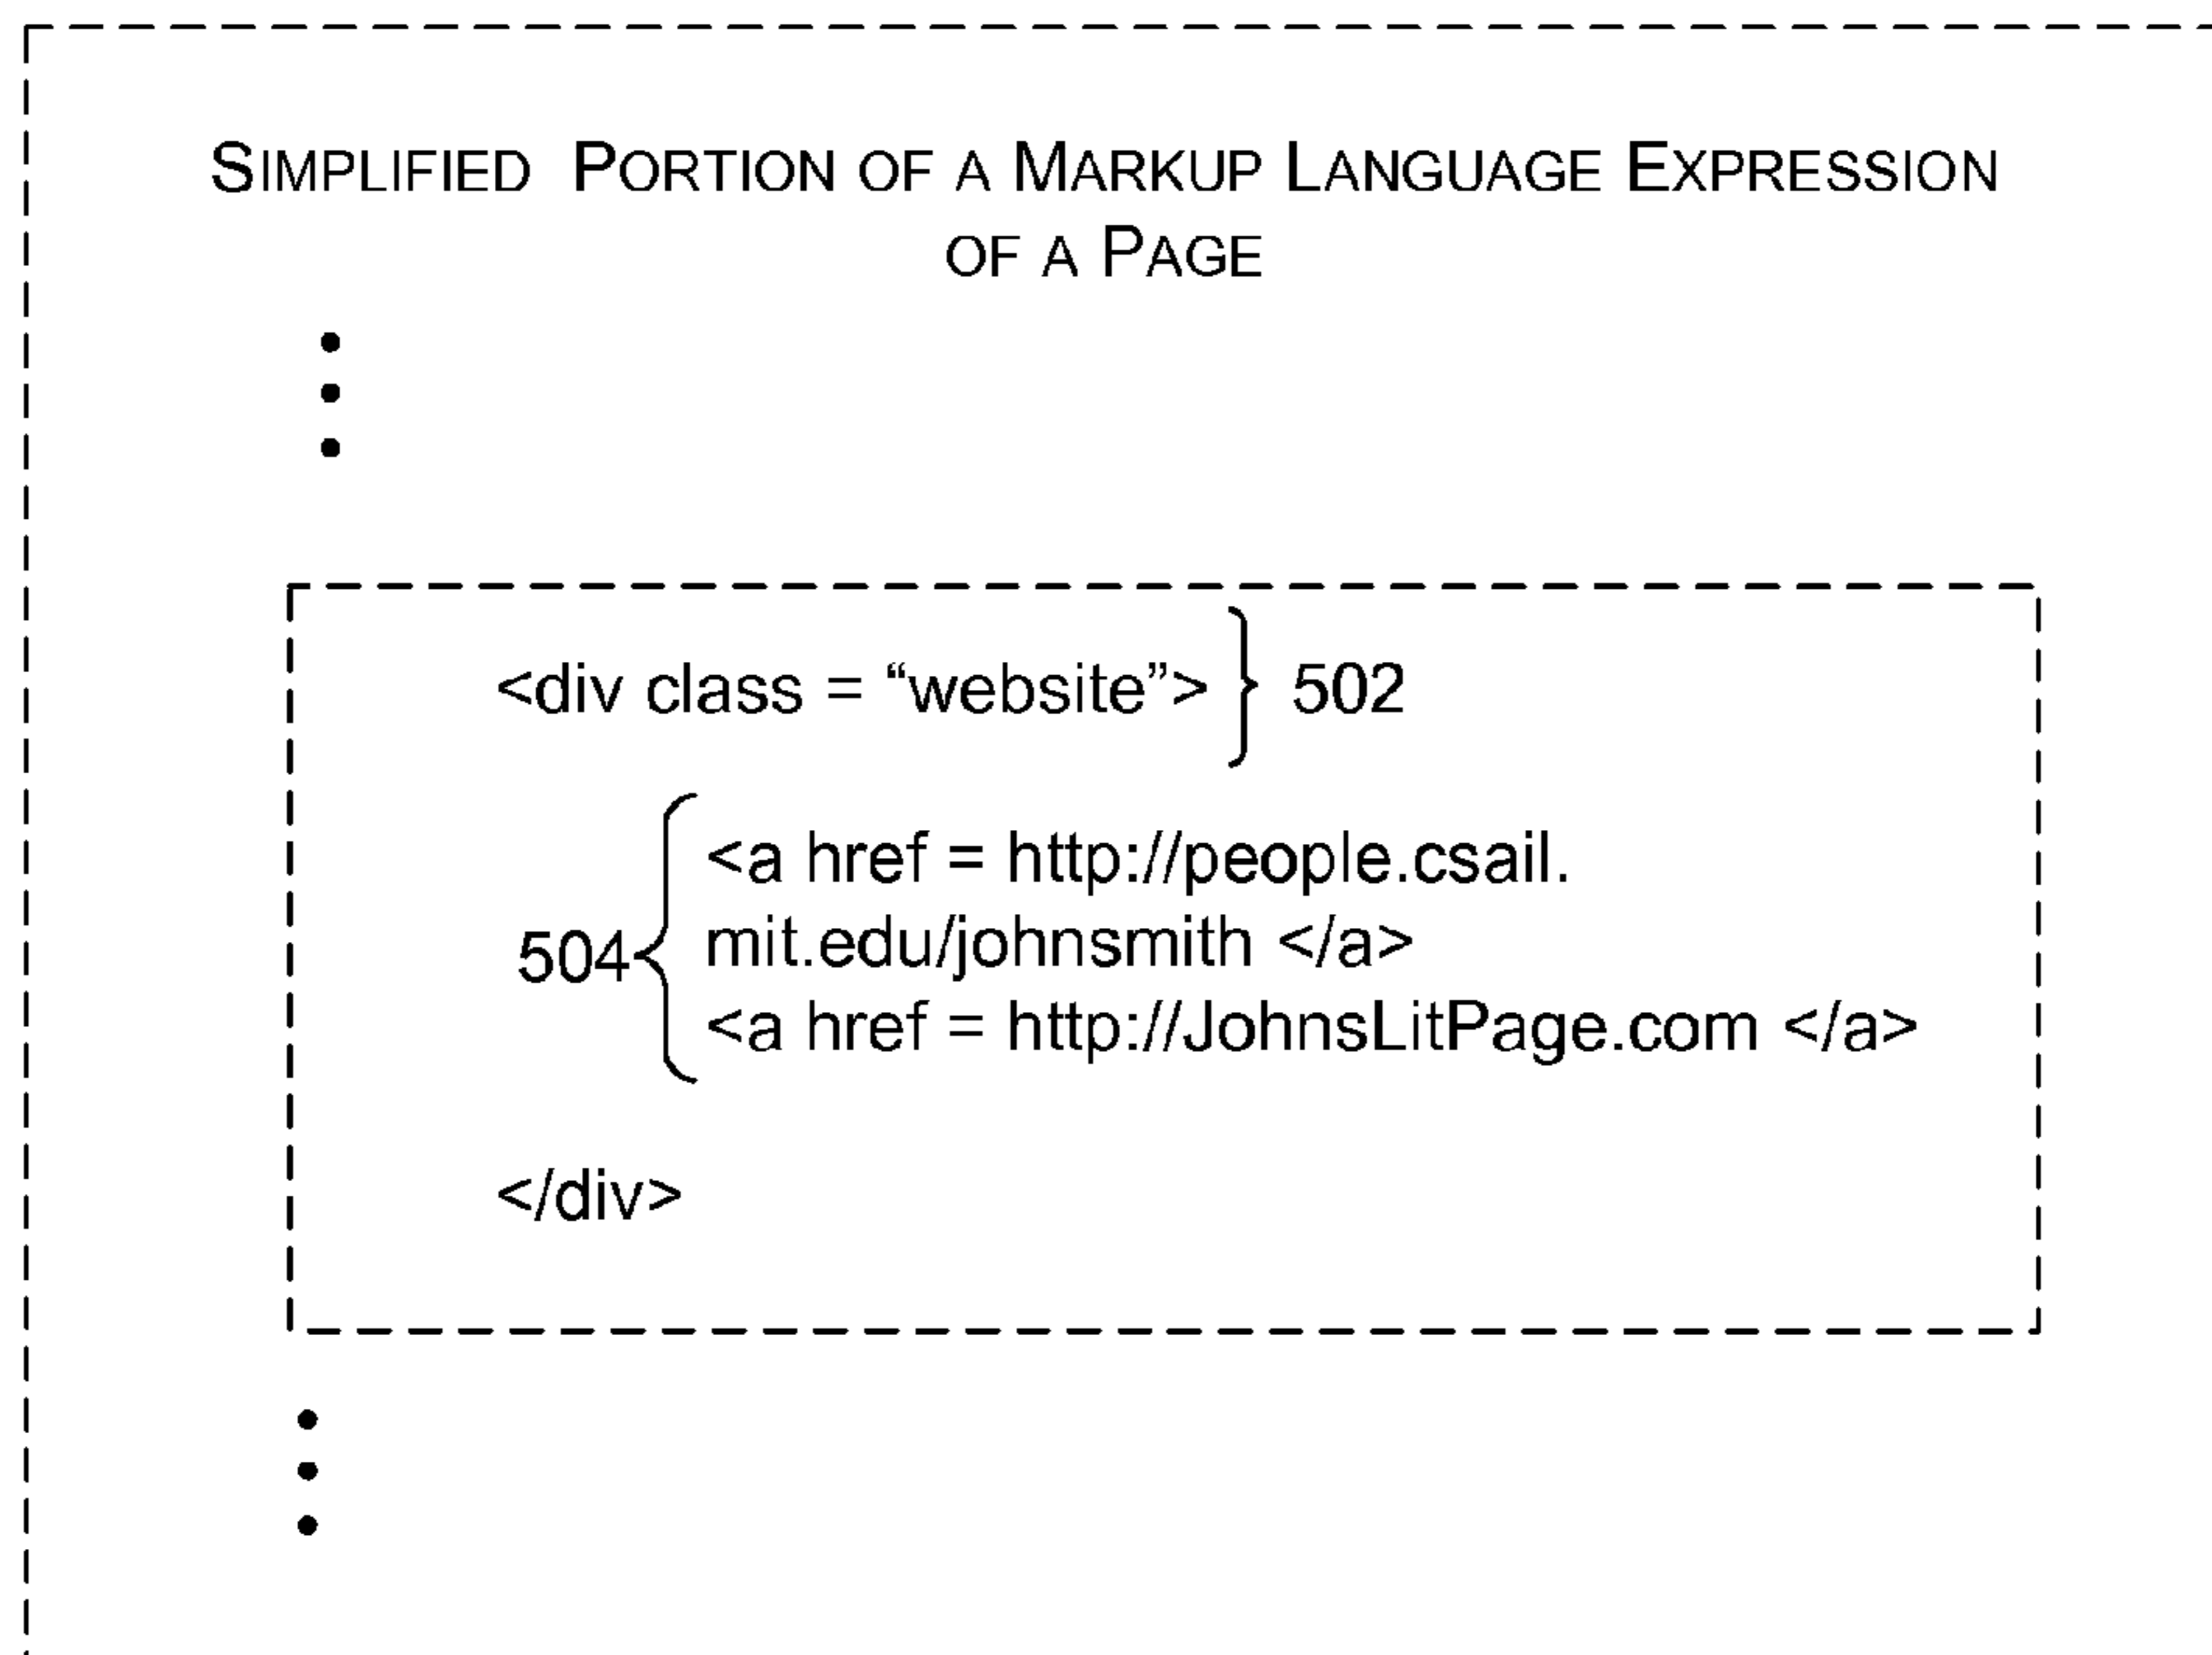 SIMPLIFIED PORTION OF A MARKUP LANGUAGE EXPRESSION
OF A PAGE
<div class = “website”> 502
<a href = http://people.csail.
504 mit.edu/johnsmith </a>
<a href = http://JohnsLitPage.com </a>
</div>